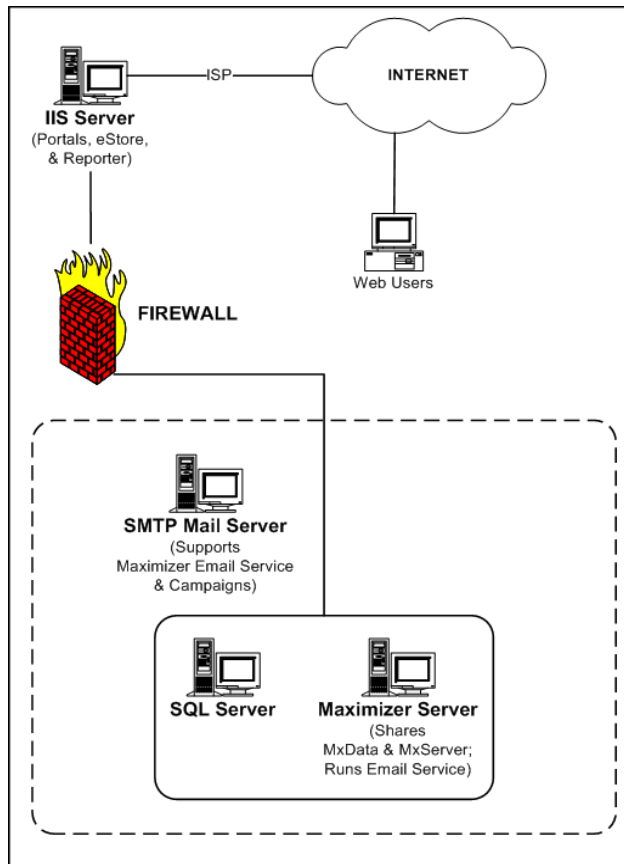 ISP
INTERNET
IIS Server
(Portals, eStore,
& Reporter)
Web Users
FIREWALL
SMTP Mail Server
(Supports
Maximizer Email Service
& Campaigns)
SQL Server
Maximizer Server
(Shares
MxData & MxServer;
Runs Email Service)